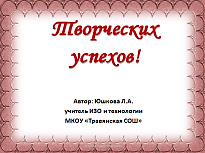 Творческих
успехов!
Автор: Юшкова Л.А.
учитель ИЗО и технологии
МКОУ «Травянская СОШ»